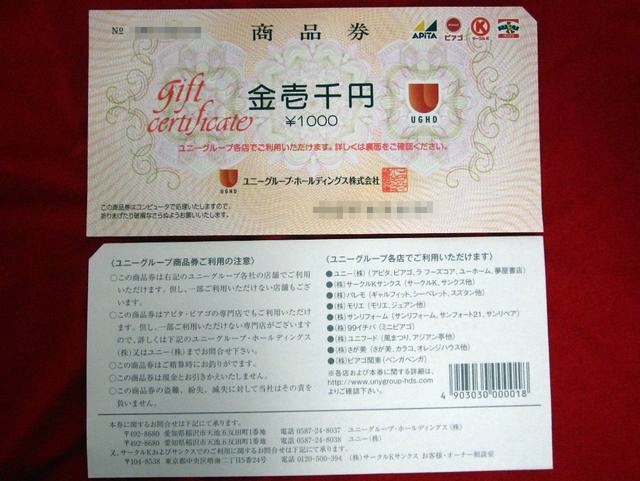 No
商品券
APiTA
ピアゴ
サークルK
gift
certificate
金壱千円
¥1000
UGHD
ユニーグループ各店でご利用いただけます。詳しくは裏面をご確認ください。
UGHD
ユニーグループ・ホールディングス株式会社
この商品券はコンピュータで処理いたしますので、
折りまげたり破損なさらぬようお願いいたします。
〈ユニーグループ商品券ご利用の注意〉
○この商品券は右記のユニーグループ各社の店舗でご利用
いただけます。但し、一部ご利用いただけない店舗もござ
います。
○この商品券はアピタ・ピアゴの専門店でもご利用いただけ
ます。但し、一部ご利用いただけない専門店がございますの
で、詳しくは下記のユニーグループ・ホールディングス
(株)又はユニー(株)までお問合せ下さい。
○この商品券はご精算時にお釣りがでます。
○この商品券は現金とお引きかえいたしません。
○この商品券の盗難、紛失、滅失に対して当社はその責を
負いません。
〈ユニーグループ各店でご利用いただけます〉
●ユニー(株)(アピタ、ピアゴ、ラ フーズコア、ユーホーム、夢屋書店)
●(株)サークルKサンクス(サークルK、サンクス他)
●(株)パレモ(ギャルフィット、シーベレット、スズタン他)
●(株)モリエ(モリエ、ジュアン他)
●(株)サンリフォーム(サンリフォーム、サンフォート21、サンリペア)
●(株)99イチバ(ミニピアゴ)
●(株)ユニフード(風まつり、アジアン亭他)
●(株)さが美(さが美、カラコ、オレンジハウス他)
●(株)ピアゴ関東(ベンガベンガ)
※各店および本券に関する詳細は、
http://www.unygroup-hds.com
よりご確認下さい。
4 903030 000018
本券に関するお問合せは下記にて承ります。
〒492-8680 愛知県稲沢市天池五反田町1番地 電話 0587-24-8037 ユニーグループ・ホールディングス(株)
〒492-8680 愛知県稲沢市天池五反田町1番地 電話 0587-24-8038 ユニー(株)
又、サークルKおよびサンクスでのご利用に関するお問合せは下記にて承ります。
〒104-8538 東京都中央区晴海二丁目5番24号 電話 0120-500-394 (株)サークルKサンクス お客様・オーナー相談室